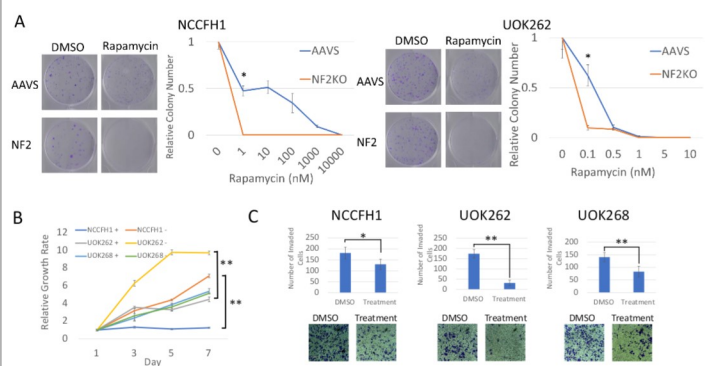 A
NCCFH1
UOK262
DMSO Rapamycin
AAVS
NF2
Relative Colony Number
1
0.5
0
0 1 10 100 1000 10000
Rapamycin (nM)
*
AAVS
NF2KO
DMSO Rapamycin
AAVS
NF2
Relative Colony Number
1
0.5
0
0 0.1 0.5 1 5 10
Rapamycin (nM)
*
AAVS
NF2KO
B
NCCFH1 + NCCFH1 -
UOK262 + UOK262 -
UOK268 + UOK268 -
Relative Growth Rate
12
10
8
6
4
2
0
1 3 5 7
Day
**
**
C
NCCFH1 UOK262 UOK268
Number of Invaded Cells
250
200
150
100
50
0
*
DMSO Treatment
DMSO Treatment
Number of Invaded Cells
250
200
150
100
50
0
**
DMSO Treatment
DMSO Treatment
Number of Invaded Cells
200
150
100
50
0
**
DMSO Treatment
DMSO Treatment